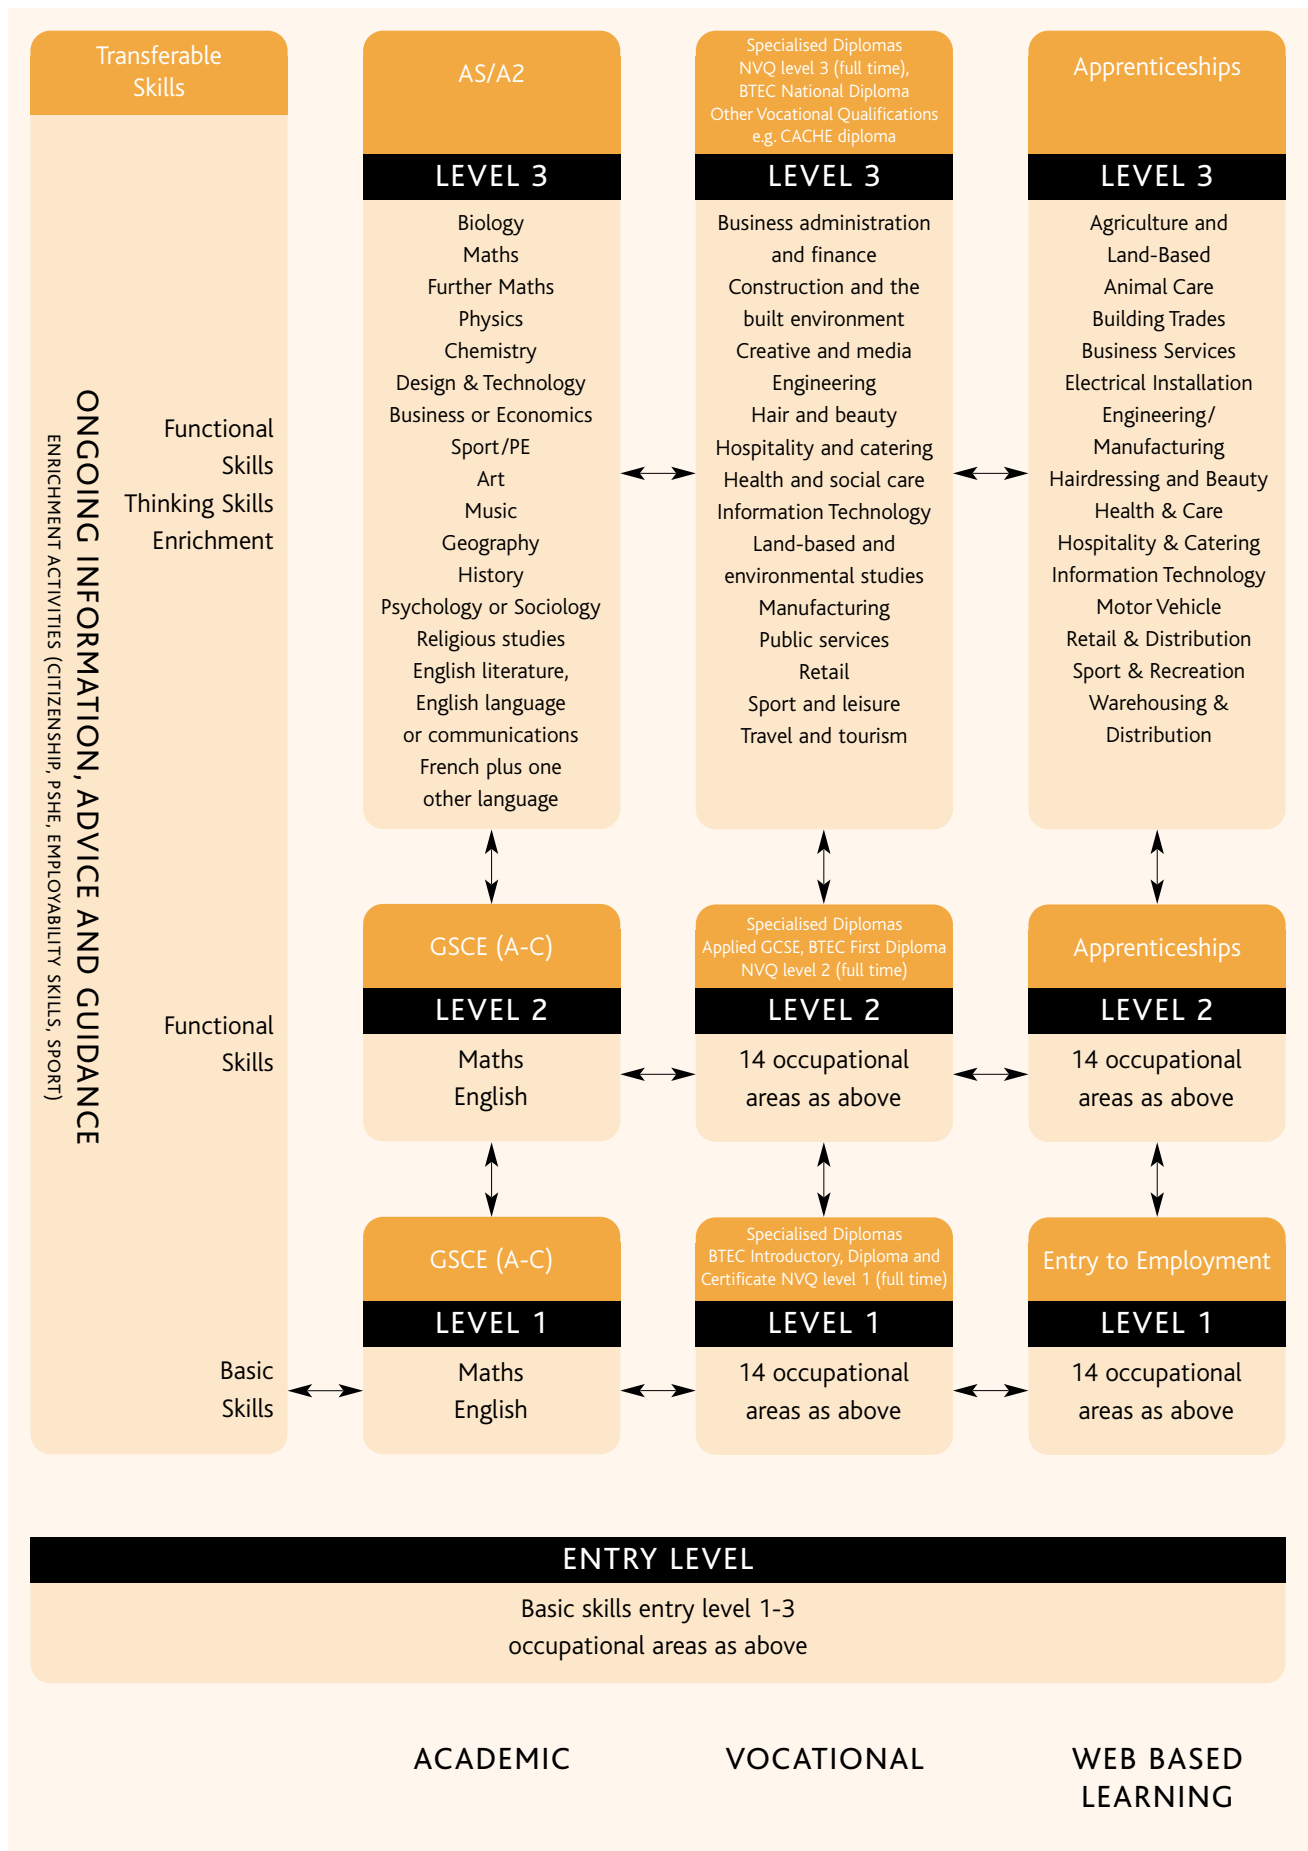 Transferable
Skills
ONGOING INFORMATION, ADVICE AND GUIDANCE
ENRICHMENT ACTIVITIES (CITIZENSHIP, PSHE, EMPLOYABILITY SKILLS, SPORT)
Functional
Skills
Thinking Skills
Enrichment
Functional
Skills
Basic
Skills
AS/A2
LEVEL 3
Biology
Maths
Further Maths
Physics
Chemistry
Design & Technology
Business or Economics
Sport/PE
Art
Music
Geography
History
Psychology or Sociology
Religious studies
English literature,
English language
or communications
French plus one
other language
Specialised Diplomas
NVQ level 3 (full time),
BTEC National Diploma
Other Vocational Qualifications
e.g. CACHE diploma
LEVEL 3
Business administration
and finance
Construction and the
built environment
Creative and media
Engineering
Hair and beauty
Hospitality and catering
Health and social care
Information Technology
Land-based and
environmental studies
Manufacturing
Public services
Retail
Sport and leisure
Travel and tourism
Apprenticeships
LEVEL 3
Agriculture and
Land-Based
Animal Care
Building Trades
Business Services
Electrical Installation
Engineering/
Manufacturing
Hairdressing and Beauty
Health & Care
Hospitality & Catering
Information Technology
Motor Vehicle
Retail & Distribution
Sport & Recreation
Warehousing &
Distribution
GSCE (A-C)
LEVEL 2
Maths
English
Specialised Diplomas
Applied GCSE, BTEC First Diploma
NVQ level 2 (full time)
LEVEL 2
14 occupational
areas as above
Apprenticeships
LEVEL 2
14 occupational
areas as above
GSCE (A-C)
LEVEL 1
Maths
English
Specialised Diplomas
BTEC Introductory, Diploma and
Certificate NVQ level 1 (full time)
LEVEL 1
14 occupational
areas as above
Entry to Employment
LEVEL 1
14 occupational
areas as above
ENTRY LEVEL
Basic skills entry level 1-3
occupational areas as above
ACADEMIC
VOCATIONAL
WEB BASED
LEARNING